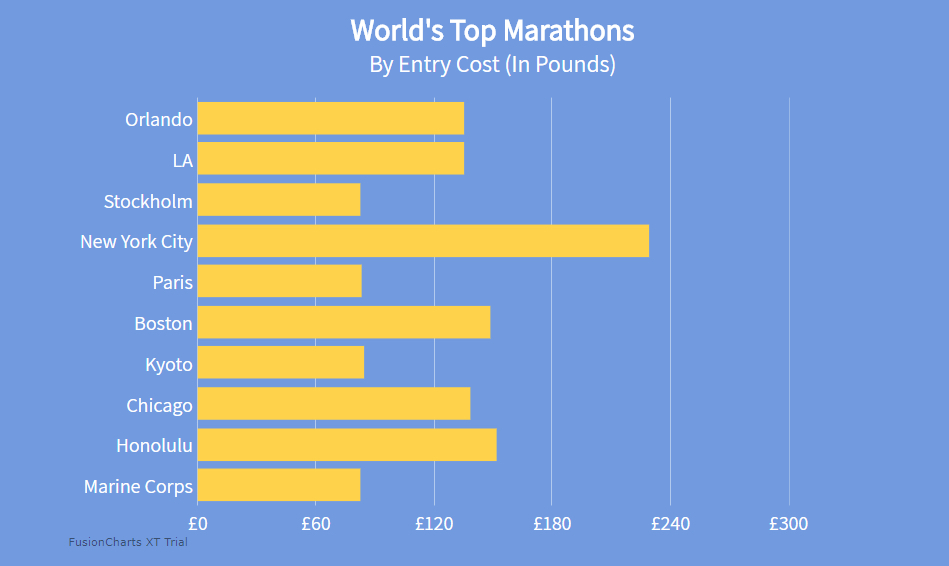 World's Top Marathons
By Entry Cost (In Pounds)
Orlando
LA
Stockholm
New York City
Paris
Boston
Kyoto
Chicago
Honolulu
Marine Corps
£0 £60 £120 £180 £240 £300
FusionCharts XT Trial